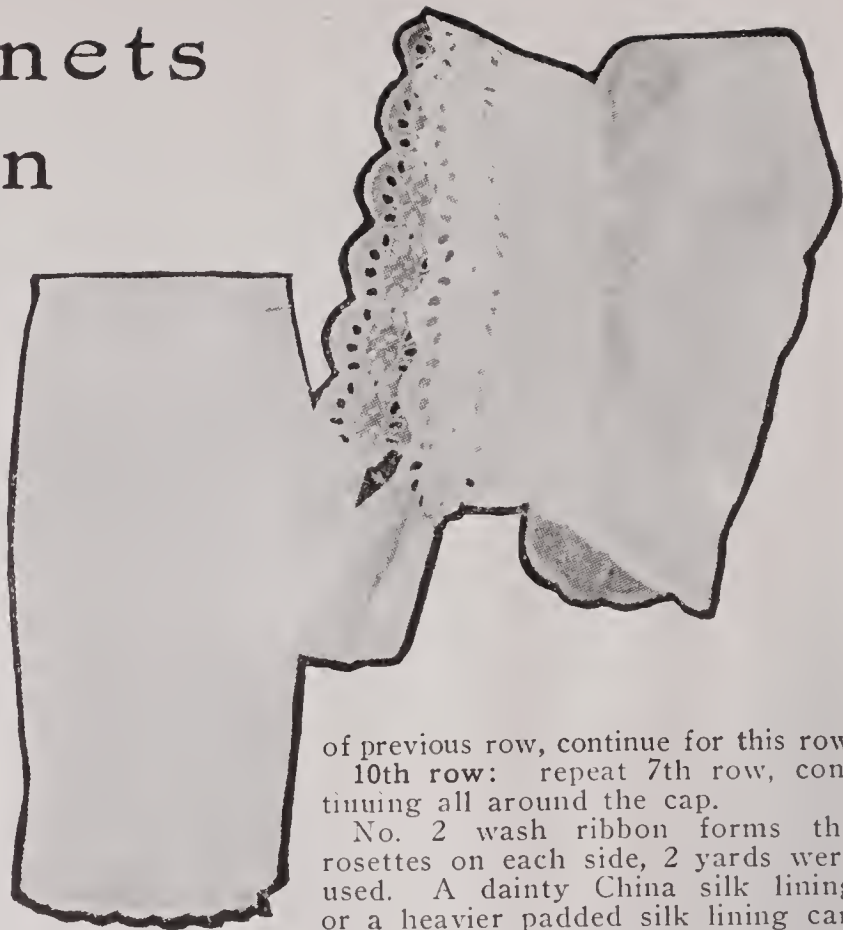 nets
n
of previous row, continue for this row
10th row: repeat 7th row, con-
tinuing all around the cap.
No. 2 wash ribbon forms th
rosettes on each side, 2 yards wer
used. A dainty China silk lining
or a heavier padded silk lining can